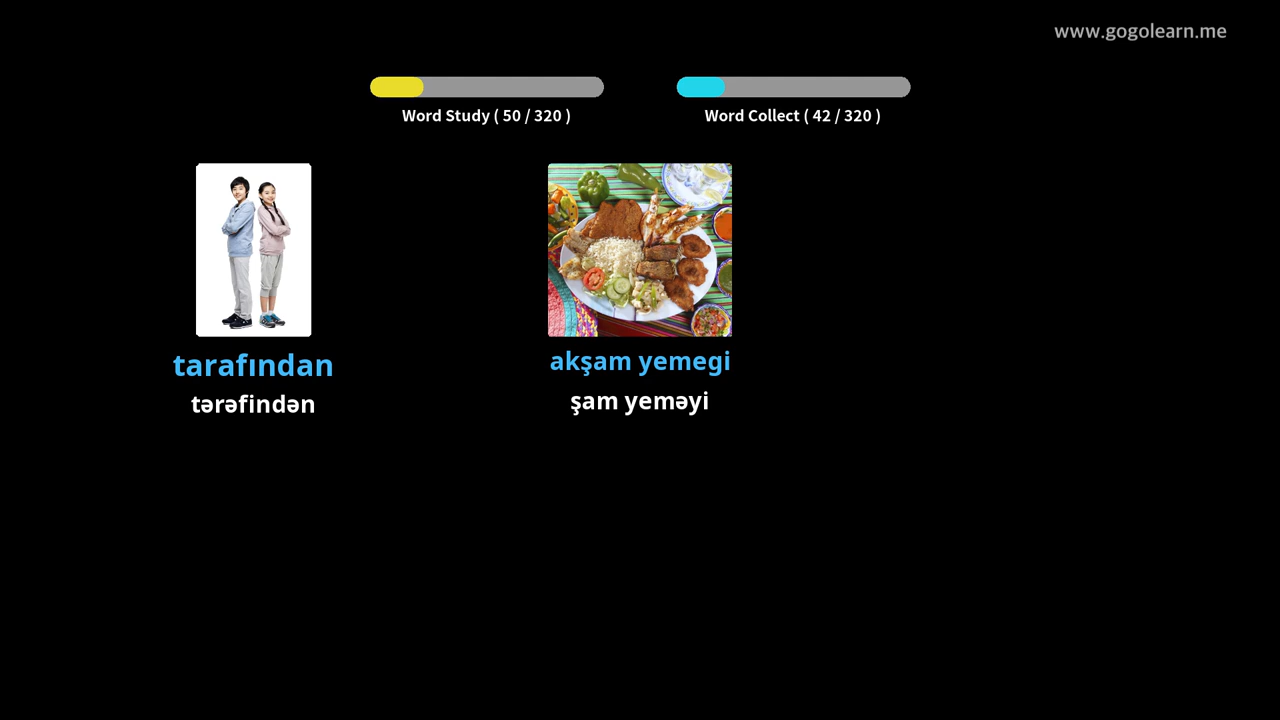 www.gogolearn.me
Word Study ( 50 / 320 )
Word Collect ( 42 / 320 )
tarafından
tərəfindən
akşam yemegi
şam yeməyi